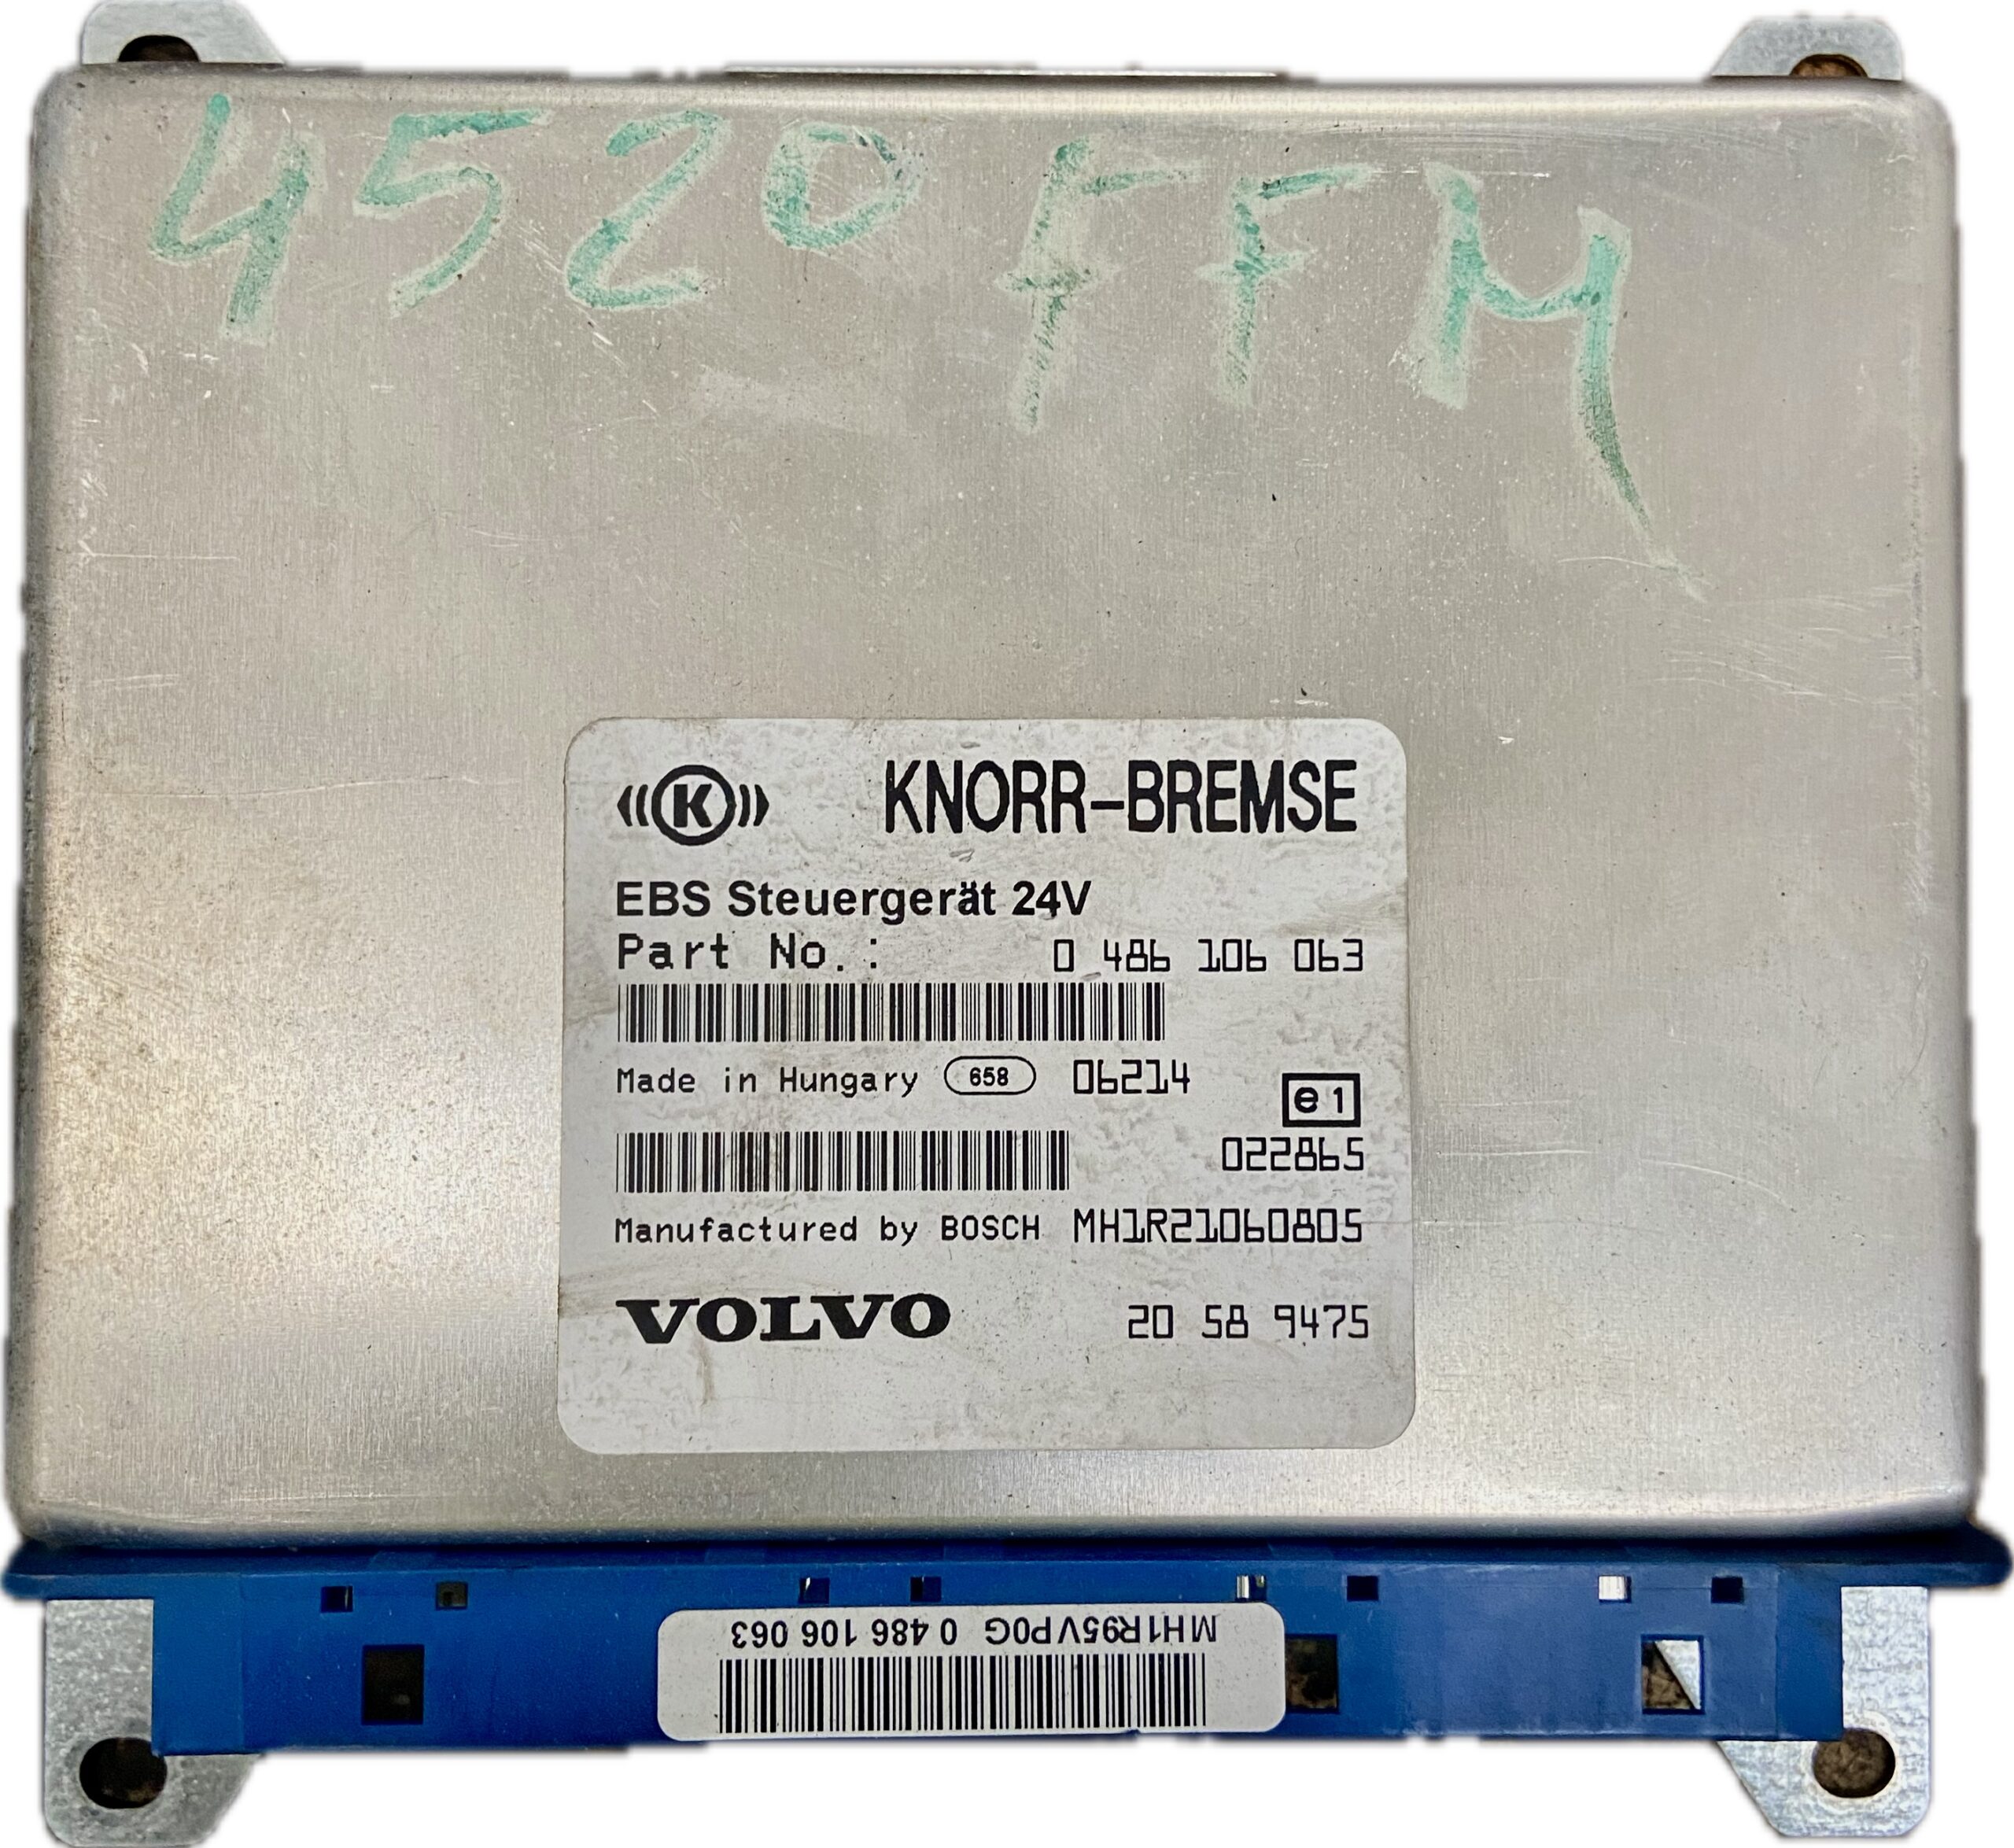 4520 FFM
K KNORR-BREMSE
EBS Steuergerät 24V
Part No.: 0 486 106 063
Made in Hungary 658 06214
e1
022865
Manufactured by BOSCH MH1R21060805
VOLVO 20 58 9475
MH1R95VP0G 0 486 106 063